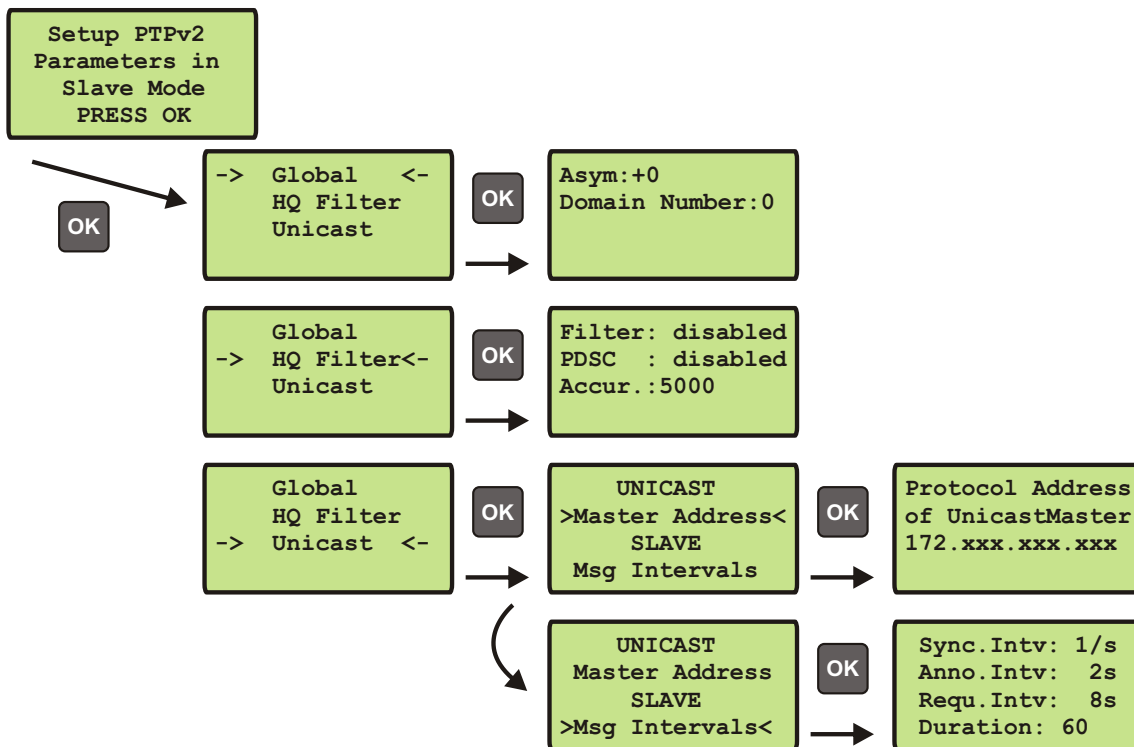 Setup PTPv2
Parameters in
Slave Mode
PRESS OK
OK
-> Global <-
HQ Filter
Unicast
OK
Asym:+0
Domain Number:0
Global
-> HQ Filter<-
Unicast
OK
Filter: disabled
PDSC : disabled
Accur.:5000
Global
HQ Filter
-> Unicast <-
OK
UNICAST
>Master Address<
SLAVE
Msg Intervals
OK
Protocol Address
of UnicastMaster
172.xxx.xxx.xxx
UNICAST
Master Address
SLAVE
>Msg Intervals<
OK
Sync.Intv: 1/s
Anno.Intv: 2s
Requ.Intv: 8s
Duration: 60